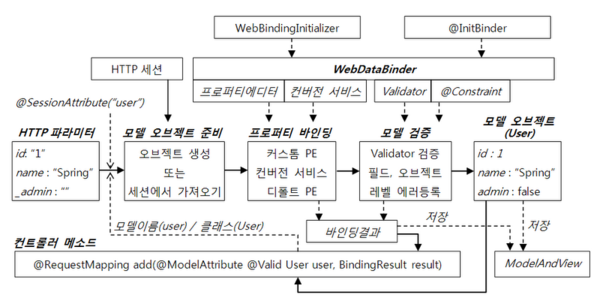 WebBindingInitializer
@InitBinder
HTTP 세션
WebDataBinder
프로퍼티에디터
컨버전 서비스
Validator
@Constraint
@SessionAttribute("user")
HTTP 파라미터
모델 오브젝트 준비
프로퍼티 바인딩
모델 검증
모델 오브젝트
(User)
id: "1"
name : "Spring"
_admin : ""
오브젝트 생성
또는
세션에서 가져오기
커스톰 PE
컨버전 서비스
디폴트 PE
Validator 검증
필드, 오브젝트
레벨 에러등록
id : 1
name : "Spring"
admin : false
모델이름(user) / 클래스(User)
바인딩결과
저장
저장
컨트롤러 메소드
@RequestMapping add(@ModelAttribute @Valid User user, BindingResult result)
ModelAndView